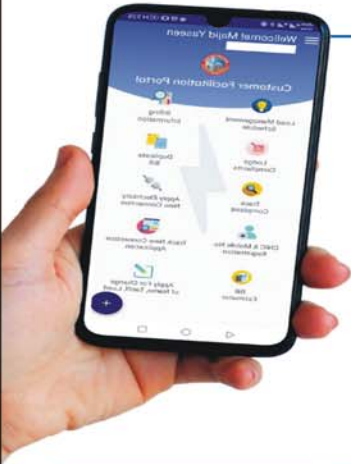 Wellcome! Majid Yaseen
Customer Facilitation Portal
Load Management
Schedule
Billing
Information
Lodge
Complaints
Duplicate
Bill
Track
Complaint
Apply Electricity
New Connection
CNIC & Mobile No.
Registration
Track New Connection
Application
Bill
Estimator
Apply For Change
of Name, Tariff, Load